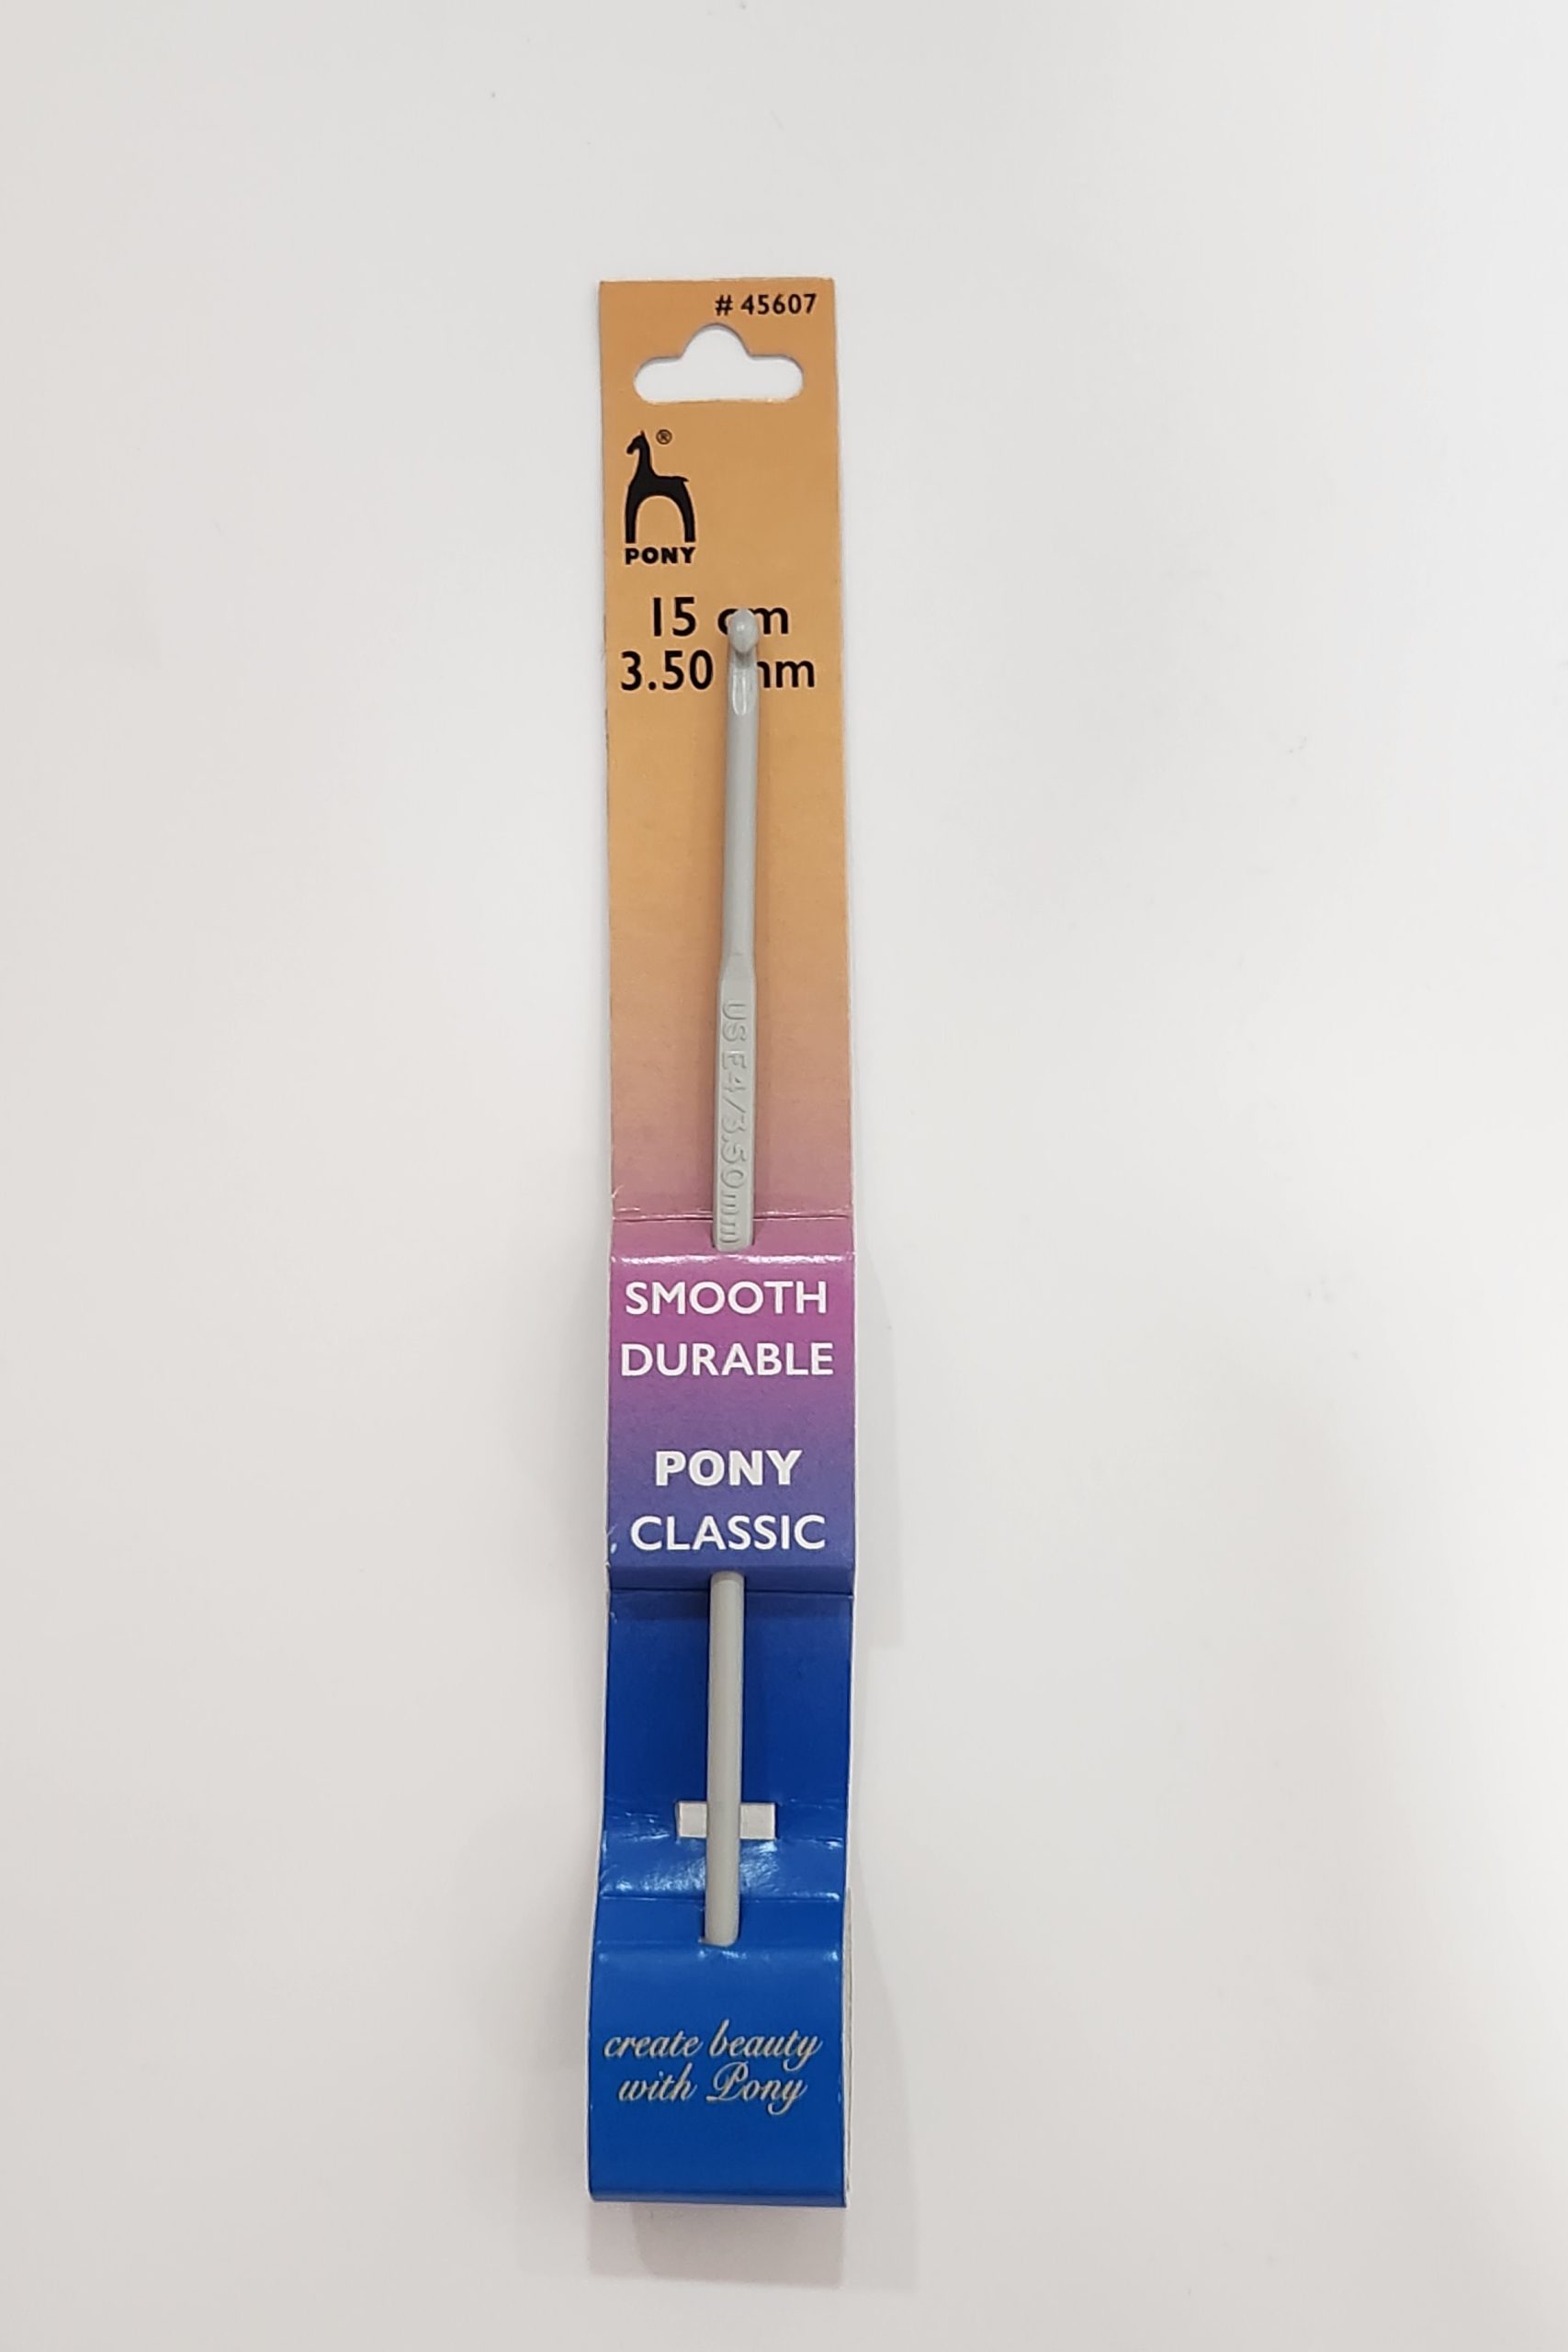 # 45607
®
PONY
15 cm
3.50 mm
US E4/3.50mm
SMOOTH
DURABLE
PONY
CLASSIC
create beauty
with Pony